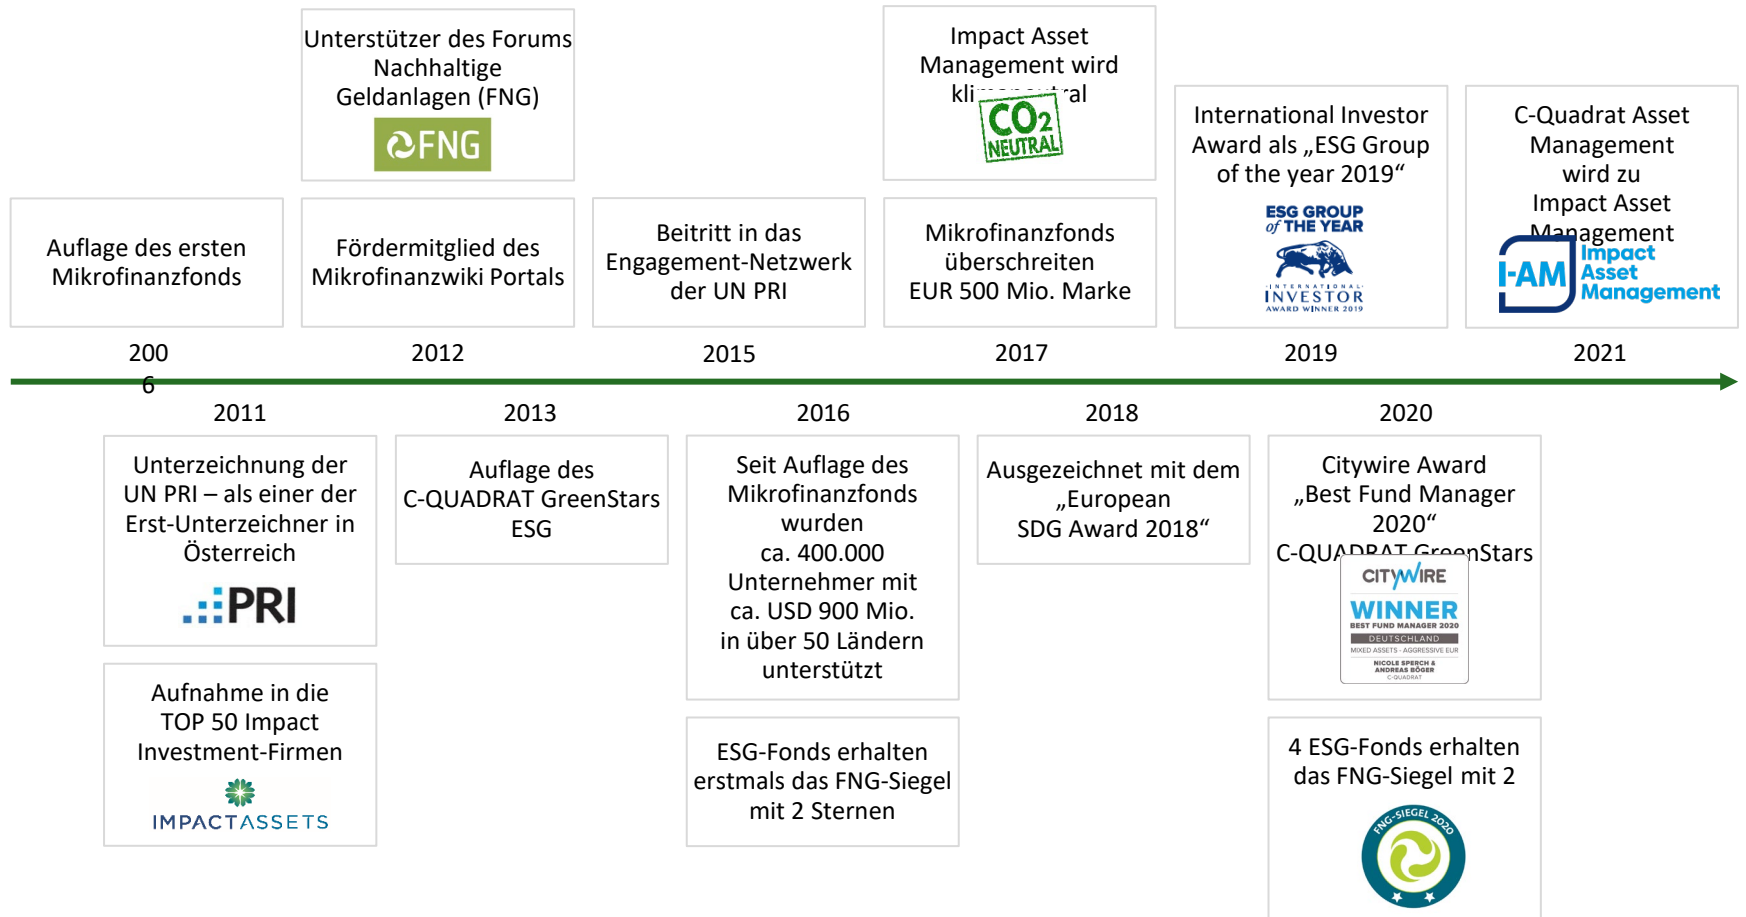 Unterstützer des Forums
Nachhaltige
Geldanlagen (FNG)
FNG
Impact Asset
Management wird
klimaneutral
CO2
NEUTRAL
International Investor
Award als „ESG Group
of the year 2019“
ESG GROUP
of THE YEAR
INTERNATIONAL
INVESTOR
AWARD WINNER 2019
C-Quadrat Asset
Management
wird zu
Impact Asset
Management
I-AM
Impact
Asset
Management
Auflage des ersten
Mikrofinanzfonds
Fördermitglied des
Mikrofinanzwiki Portals
Beitritt in das
Engagement-Netzwerk
der UN PRI
Mikrofinanzfonds
überschreiten
EUR 500 Mio. Marke
200
6
2012
2015
2017
2019
2021
2011
2013
2016
2018
2020
Unterzeichnung der
UN PRI – als einer der
Erst-Unterzeichner in
Österreich
PRI
Aufnahme in die
TOP 50 Impact
Investment-Firmen
IMPACTASSETS
Auflage des
C-QUADRAT GreenStars
ESG
Seit Auflage des
Mikrofinanzfonds
wurden
ca. 400.000
Unternehmer mit
ca. USD 900 Mio.
in über 50 Ländern
unterstützt
ESG-Fonds erhalten
erstmals das FNG-Siegel
mit 2 Sternen
Ausgezeichnet mit dem
„European
SDG Award 2018“
Citywire Award
„Best Fund Manager
2020“
C-QUADRAT GreenStars
CITYWIRE
WINNER
BEST FUND MANAGER 2020
DEUTSCHLAND
MIXED ASSETS - AGGRESSIVE EUR
NICOLE SPERCH &
ANDREAS BÖGER
C-QUADRAT
4 ESG-Fonds erhalten
das FNG-Siegel mit 2
FNG-SIEGEL 2020